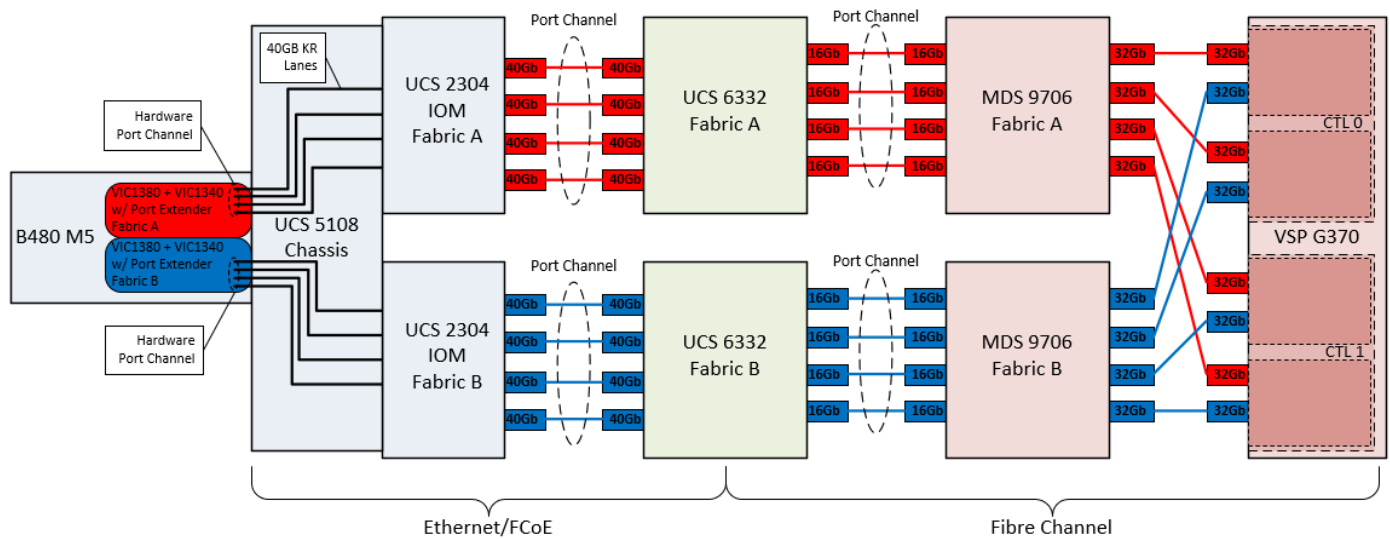 40GB KR
Lanes
Hardware
Port Channel
B480 M5
VIC1380 + VIC1340
w/ Port Extender
Fabric A
VIC1380 + VIC1340
w/ Port Extender
Fabric B
Hardware
Port Channel
UCS 5108
Chassis
UCS 2304
IOM
Fabric A
UCS 2304
IOM
Fabric B
Port Channel
40Gb 40Gb
40Gb 40Gb
40Gb 40Gb
40Gb 40Gb
Port Channel
40Gb 40Gb
40Gb 40Gb
40Gb 40Gb
40Gb 40Gb
UCS 6332
Fabric A
UCS 6332
Fabric B
Port Channel
16Gb 16Gb
16Gb 16Gb
16Gb 16Gb
16Gb 16Gb
Port Channel
16Gb 16Gb
16Gb 16Gb
16Gb 16Gb
16Gb 16Gb
MDS 9706
Fabric A
MDS 9706
Fabric B
32Gb 32Gb
32Gb 32Gb
32Gb 32Gb
32Gb 32Gb
32Gb 32Gb
32Gb 32Gb
32Gb 32Gb
32Gb 32Gb
CTL 0
VSP G370
CTL 1
Ethernet/FCoE
Fibre Channel